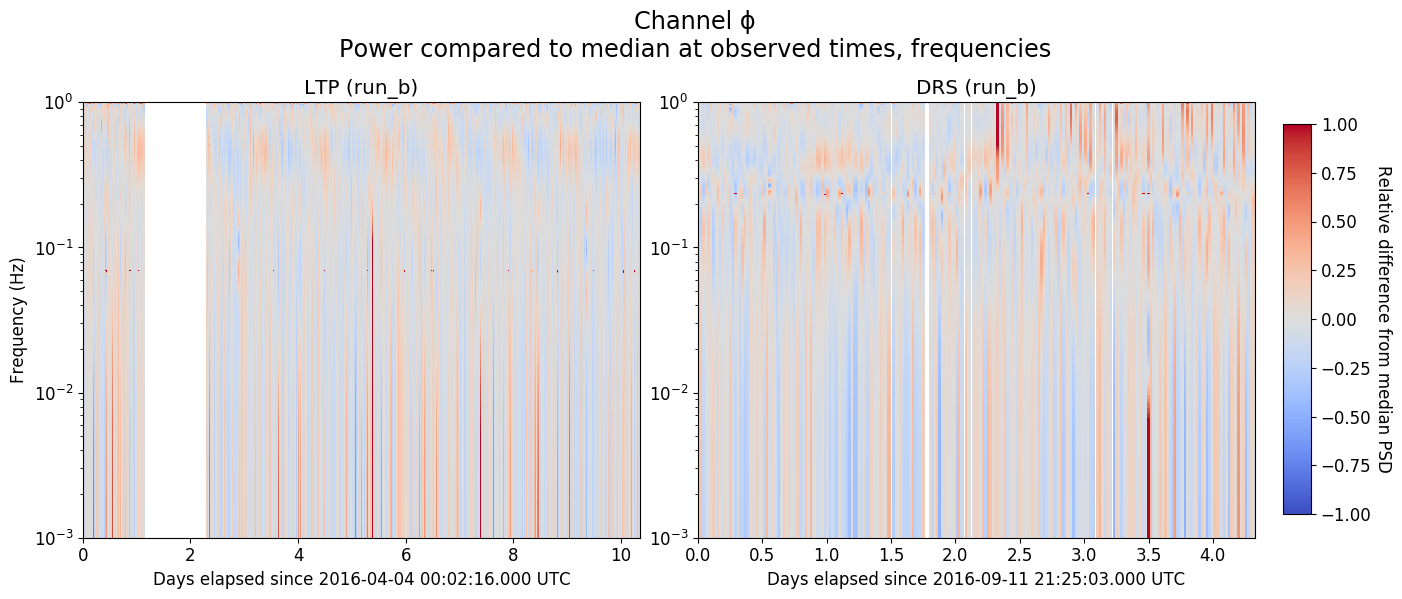 Channel ϕ
Power compared to median at observed times, frequencies
LTP (run_b)
DRS (run_b)
Frequency (Hz)
10⁰
10⁻¹
10⁻²
10⁻³
0 2 4 6 8 10
Days elapsed since 2016-04-04 00:02:16.000 UTC
10⁰
10⁻¹
10⁻²
10⁻³
0.0 0.5 1.0 1.5 2.0 2.5 3.0 3.5 4.0
Days elapsed since 2016-09-11 21:25:03.000 UTC
1.00
0.75
0.50
0.25
0.00
−0.25
−0.50
−0.75
−1.00
Relative difference from median PSD